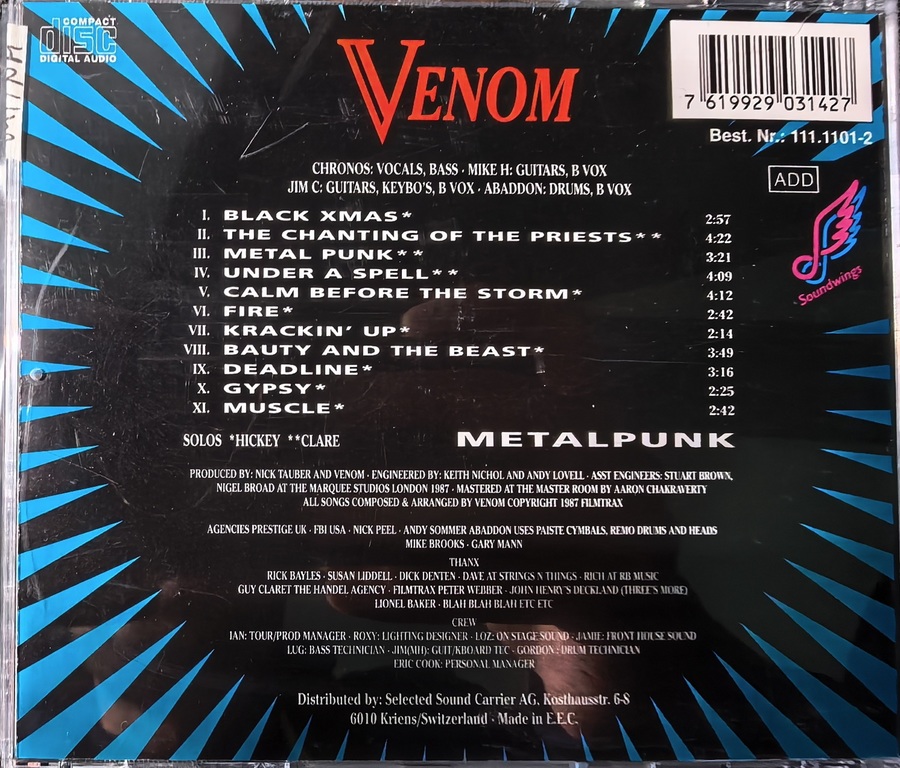 COMPACT
disc
DIGITAL AUDIO
VENOM
7 619929 031427
Best. Nr.: 111.1101-2
CHRONOS: VOCALS, BASS · MIKE H: GUITARS, B VOX
JIM C: GUITARS, KEYBO'S, B VOX · ABADDON: DRUMS, B VOX
ADD
Soundwings
I. BLACK XMAS* 2:57
II. THE CHANTING OF THE PRIESTS** 4:22
III. METAL PUNK** 3:21
IV. UNDER A SPELL** 4:09
V. CALM BEFORE THE STORM* 4:12
VI. FIRE* 2:42
VII. KRACKIN' UP* 2:14
VIII. BAUTY AND THE BEAST* 3:49
IX. DEADLINE* 3:16
X. GYPSY* 2:25
XI. MUSCLE* 2:42
SOLOS *HICKEY **CLARE METALPUNK
PRODUCED BY: NICK TAUBER AND VENOM · ENGINEERED BY: KEITH NICHOL AND ANDY LOVELL · ASST ENGINEERS: STUART BROWN,
NIGEL BROAD AT THE MARQUEE STUDIOS LONDON 1987 · MASTERED AT THE MASTER ROOM BY AARON CHAKRAVERTY
ALL SONGS COMPOSED & ARRANGED BY VENOM COPYRIGHT 1987 FILMTRAX
AGENCIES PRESTIGE UK · FBI USA · NICK PEEL · ANDY SOMMER ABADDON USES PAISTE CYMBALS, REMO DRUMS AND HEADS
MIKE BROOKS · GARY MANN
THANX
RICK BAYLES · SUSAN LIDDELL · DICK DENTEN · DAVE AT STRINGS N THINGS · RICH AT RB MUSIC
GUY CLARET THE HANDEL AGENCY · FILMTRAX PETER WEBBER · JOHN HENRY'S DECKLAND (THREE'S MORE)
LIONEL BAKER · BLAH BLAH BLAH ETC ETC
CREW
IAN: TOUR/PROD MANAGER · ROXY: LIGHTING DESIGNER · LOZ: ON STAGE SOUND · JAMIE: FRONT HOUSE SOUND
LUG: BASS TECHNICIAN · JIM(MH): GUIT/KBOARD TEC · GORDON: DRUM TECHNICIAN
ERIC COOK: PERSONAL MANAGER
Distributed by: Selected Sound Carrier AG, Kosthausstr. 6-8
6010 Kriens/Switzerland · Made in E.E.C.